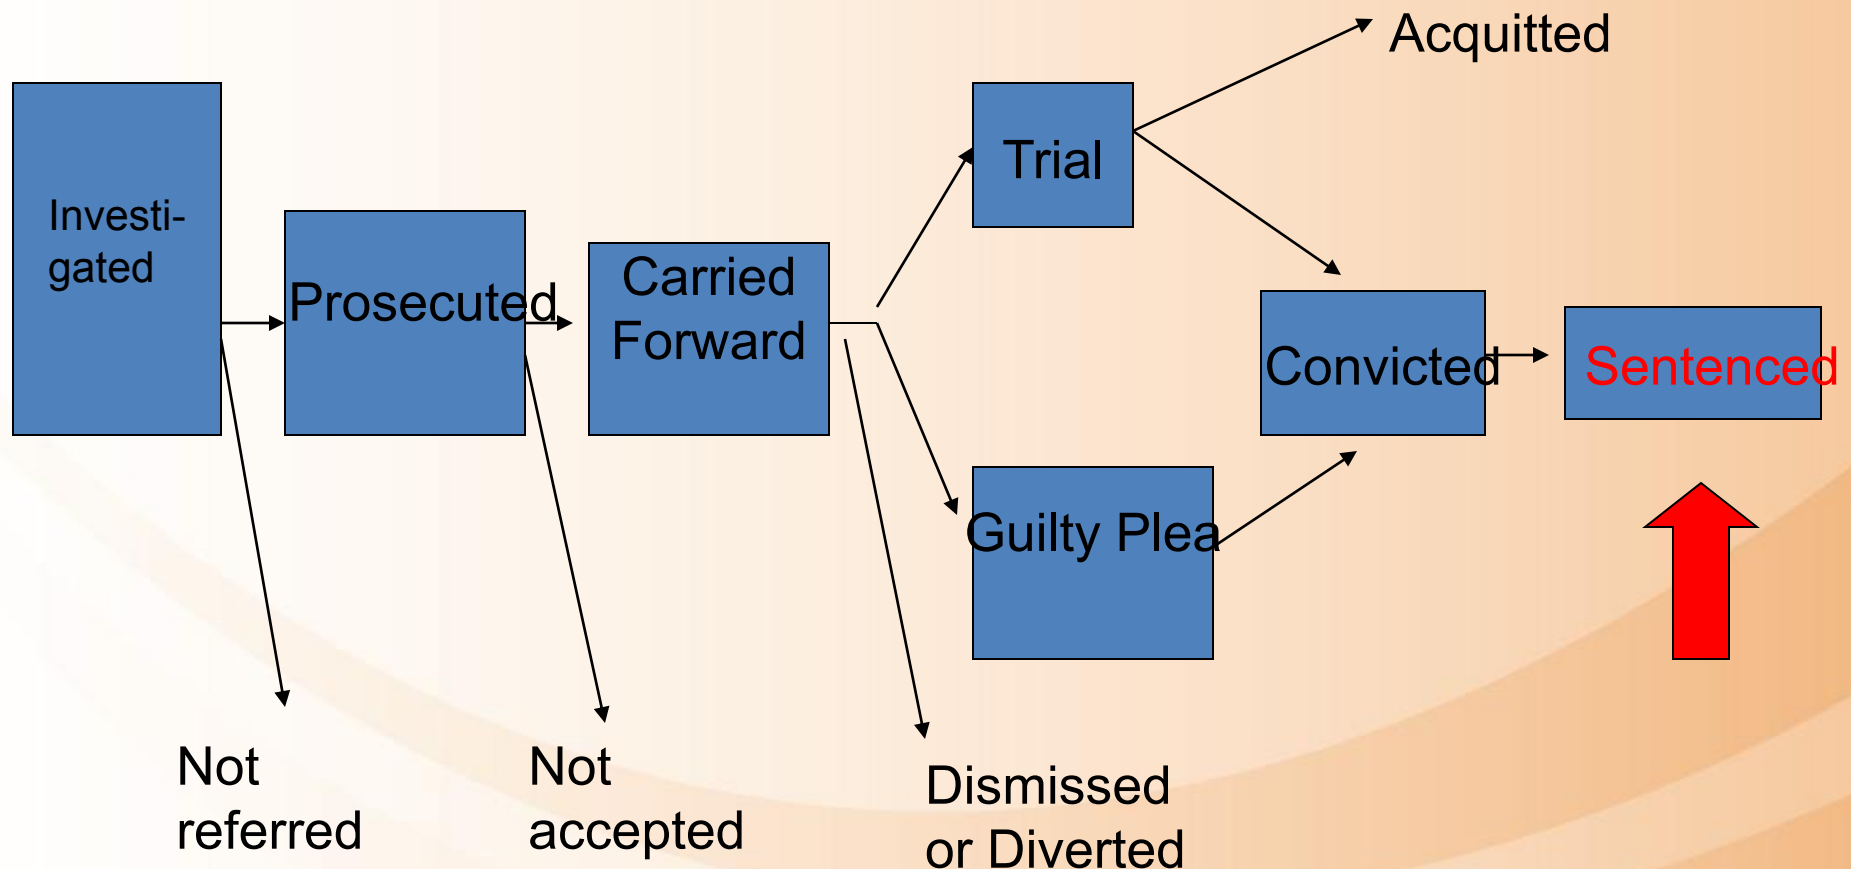 Acquitted
Trial
Investi-
gated
Prosecuted
Carried
Forward
Convicted
Sentenced
Guilty Plea
Not
referred
Not
accepted
Dismissed
or Diverted